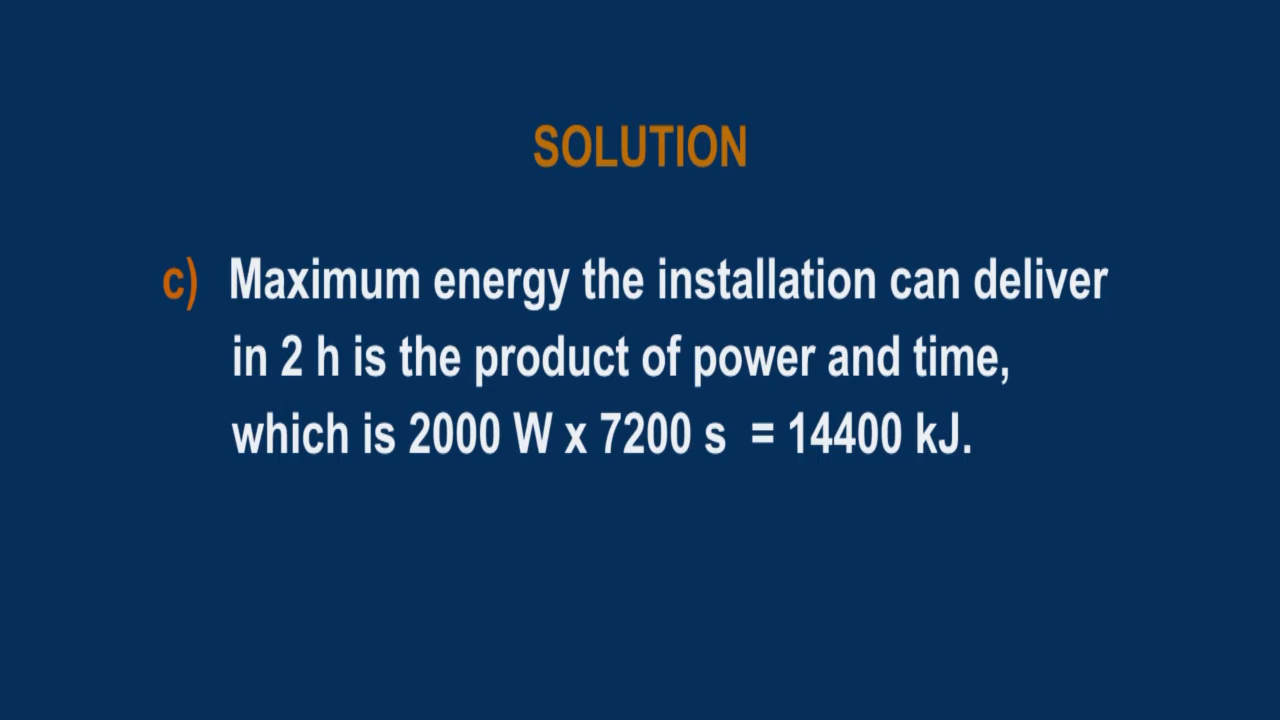 SOLUTION
c) Maximum energy the installation can deliver
in 2 h is the product of power and time,
which is 2000 W x 7200 s = 14400 kJ.